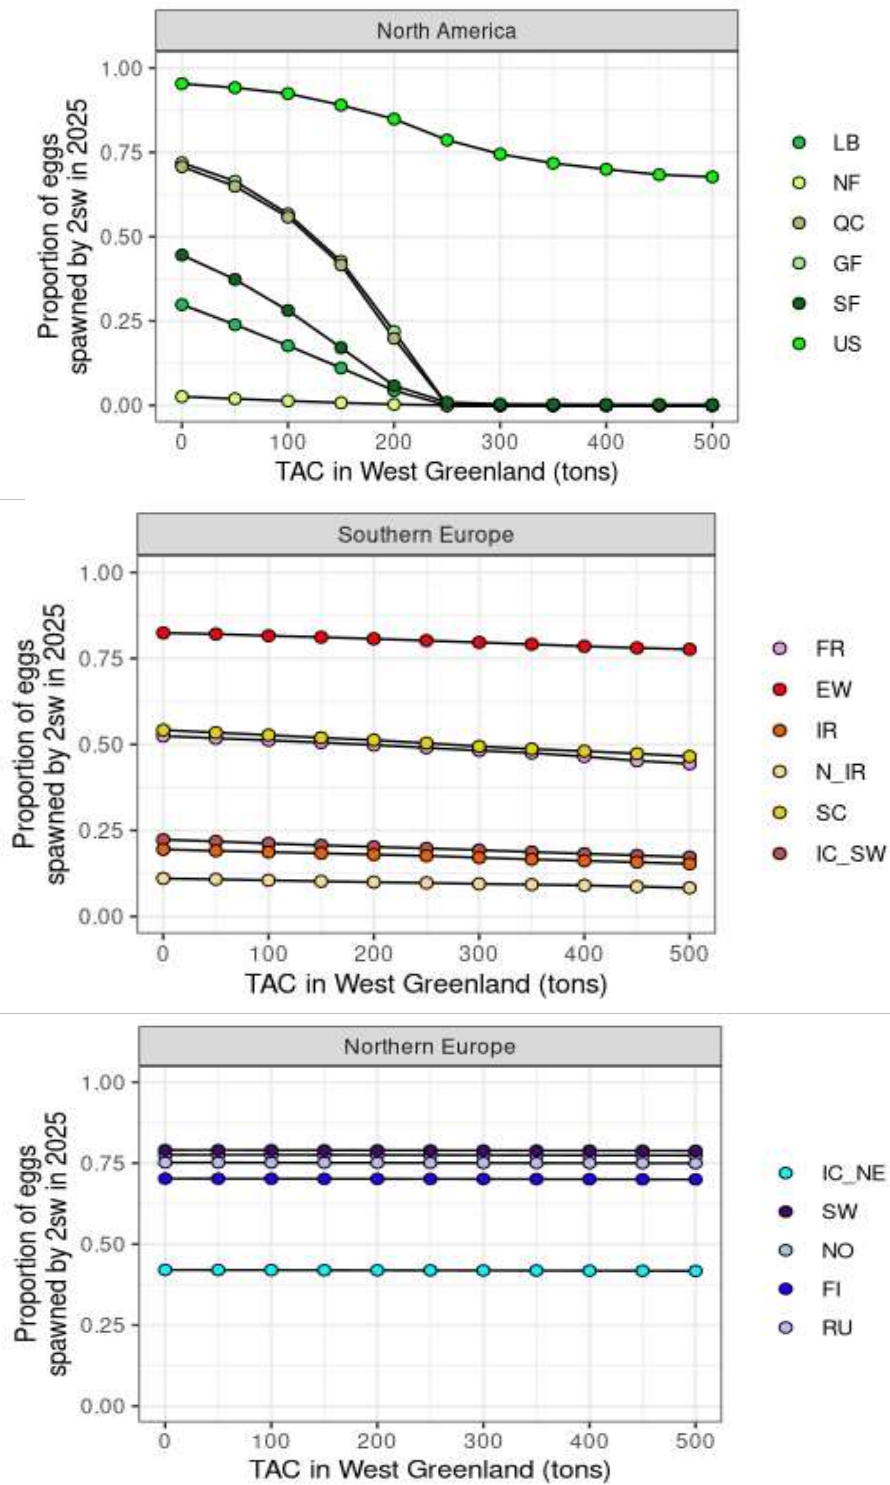 North America
Proportion of eggs
spawned by 2sw in 2025
1.00
0.75
0.50
0.25
0.00
0 100 200 300 400 500
TAC in West Greenland (tons)
LB
NF
QC
GF
SF
US
Southern Europe
Proportion of eggs
spawned by 2sw in 2025
1.00
0.75
0.50
0.25
0.00
0 100 200 300 400 500
TAC in West Greenland (tons)
FR
EW
IR
N_IR
SC
IC_SW
Northern Europe
Proportion of eggs
spawned by 2sw in 2025
1.00
0.75
0.50
0.25
0.00
0 100 200 300 400 500
TAC in West Greenland (tons)
IC_NE
SW
NO
FI
RU